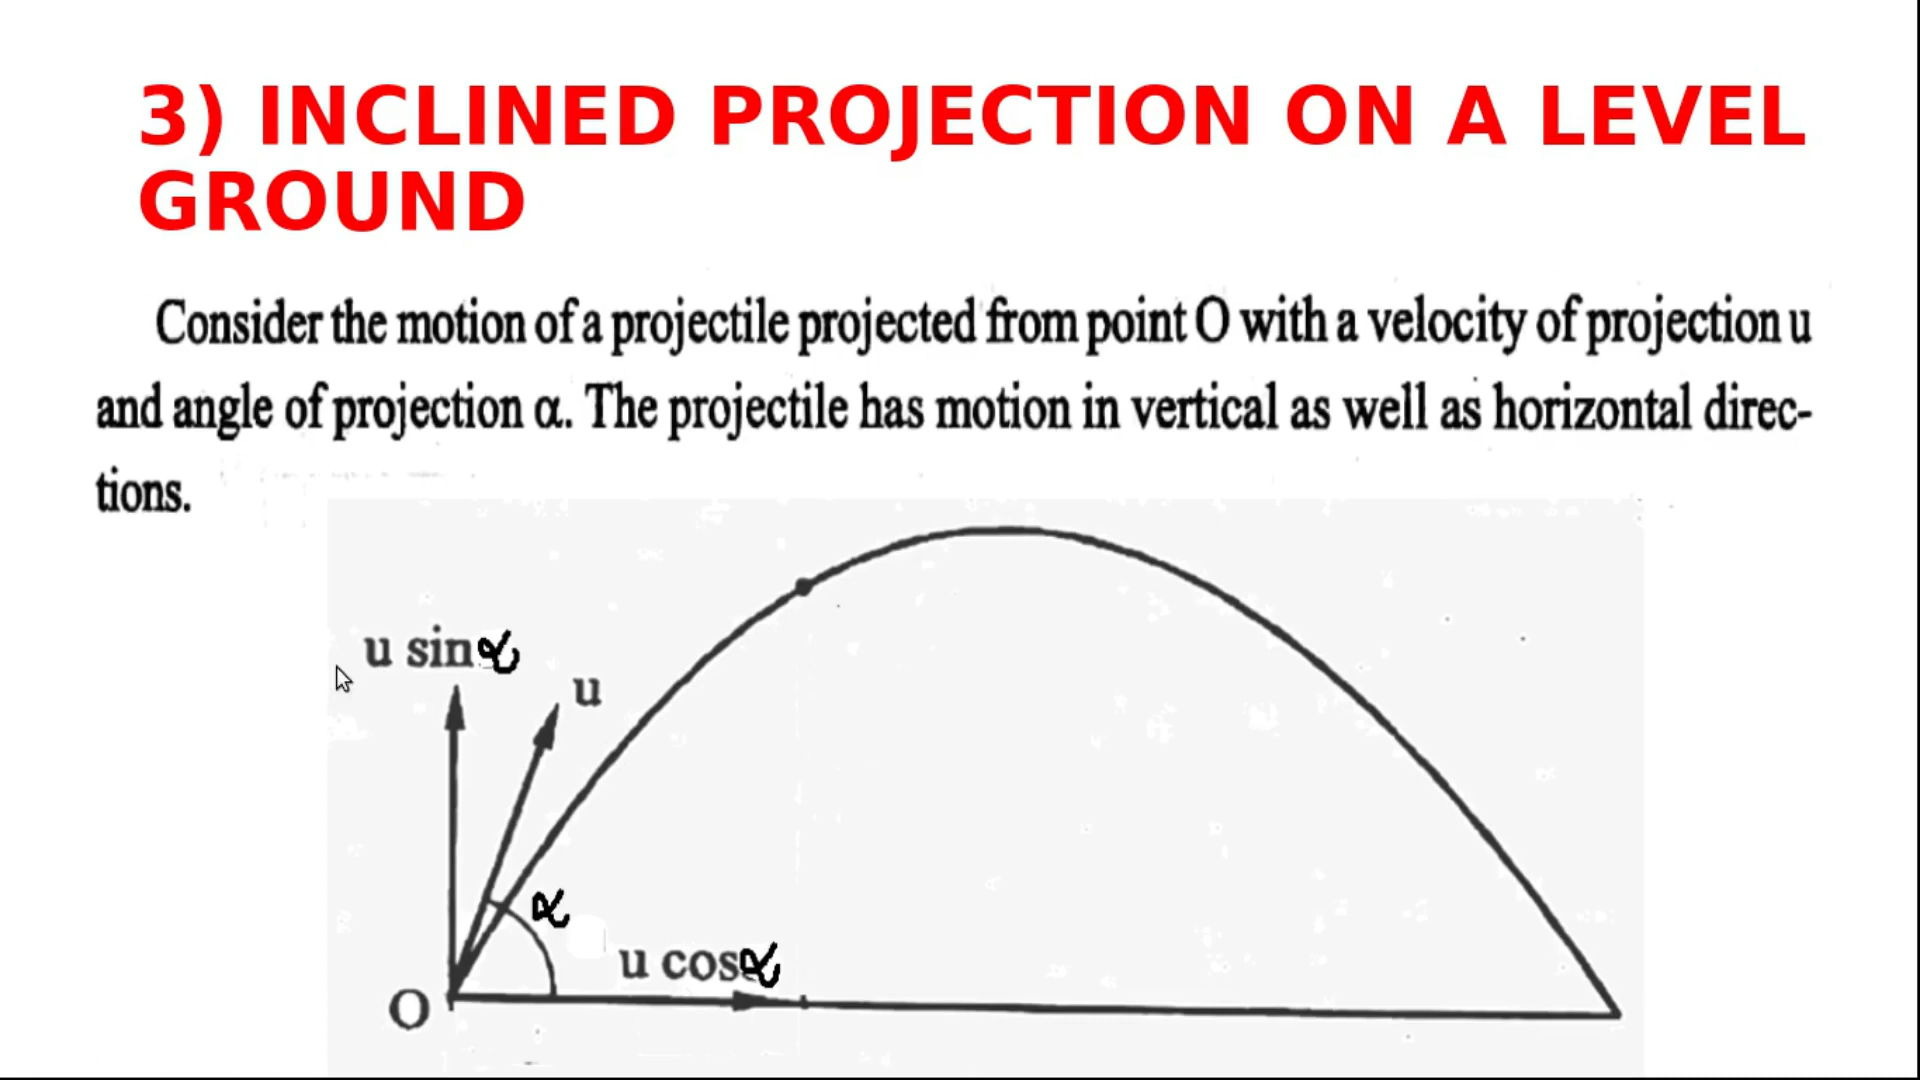 3) INCLINED PROJECTION ON A LEVEL
GROUND
Consider the motion of a projectile projected from point O with a velocity of projection u
and angle of projection α. The projectile has motion in vertical as well as horizontal direc-
tions.
u sinα
u
α
u cosα
O